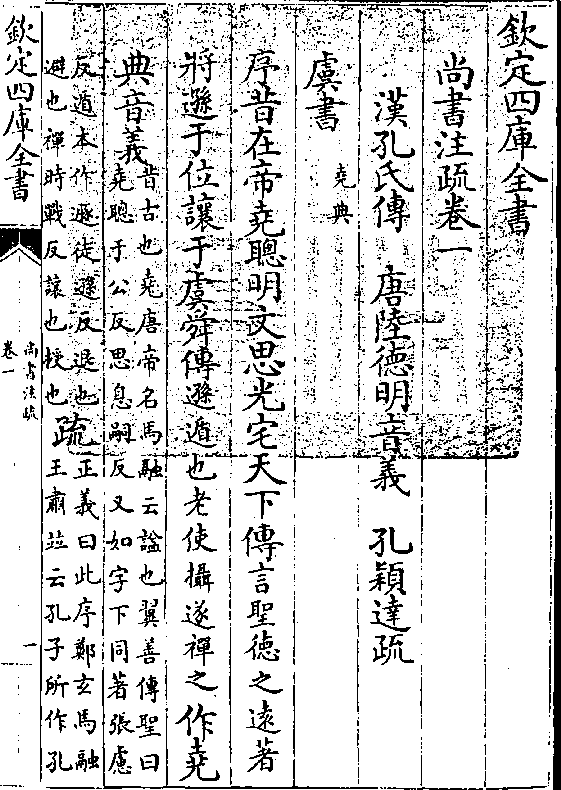 欽定四庫全書
尚書注疏卷一
漢孔氏傳　唐陸德明音義　孔穎達疏
虞書
堯典
序昔在帝堯聰明文思光宅天下傳言聖德之遠著
將遜于位讓于虞舜傳遜遁也老使攝遂禪之作堯
典音義
昔古也堯唐帝名馬融云諡也翼善傳聖曰
堯聰于公反思息嗣反又如字下同著張慮
反遁本作遯徒遜反退也
避也禪時戰反讓也授也
疏
正義曰此序鄭玄馬融
王肅並云孔子所作孔
欽定四庫全書
尚書注疏
卷一
一